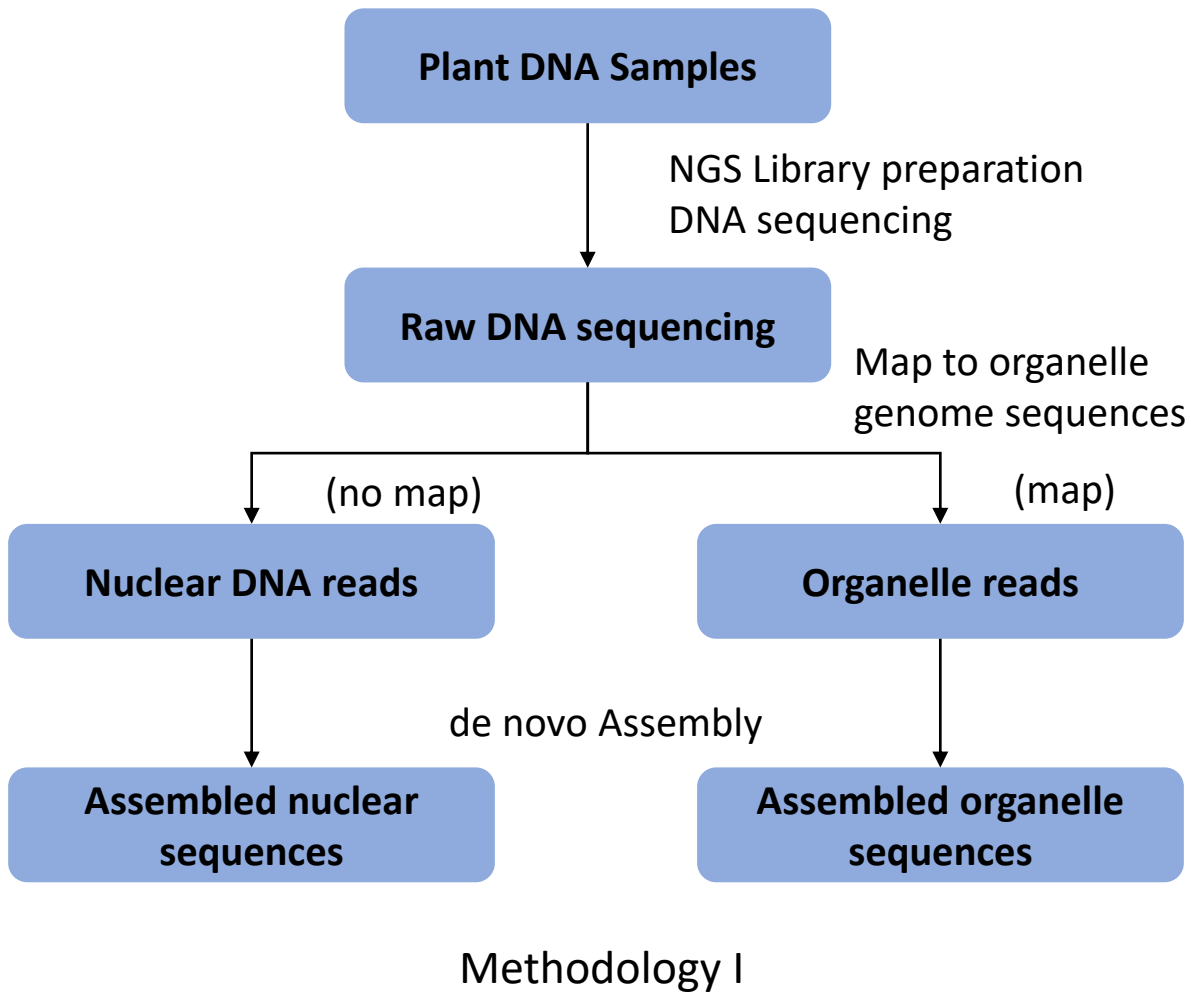 Plant DNA Samples
NGS Library preparation
DNA sequencing
Raw DNA sequencing
Map to organelle
genome sequences
(no map)
(map)
Nuclear DNA reads
Organelle reads
de novo Assembly
Assembled nuclear
sequences
Assembled organelle
sequences
Methodology I